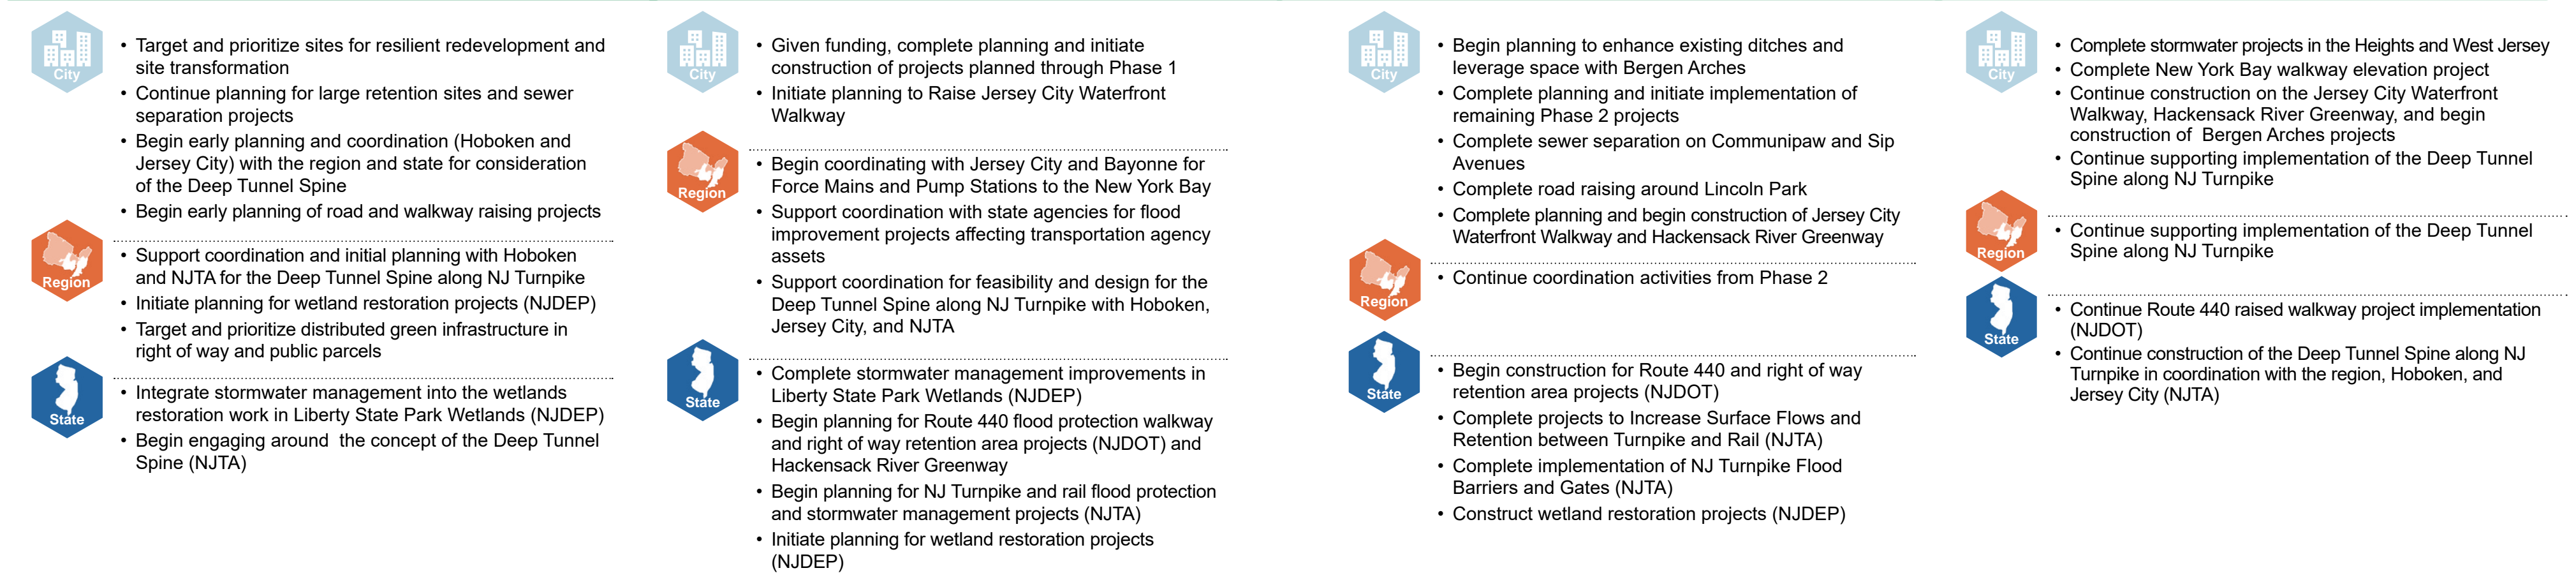 City
• Target and prioritize sites for resilient redevelopment and
site transformation
• Continue planning for large retention sites and sewer
separation projects
• Begin early planning and coordination (Hoboken and
Jersey City) with the region and state for consideration
of the Deep Tunnel Spine
• Begin early planning of road and walkway raising projects
Region
• Support coordination and initial planning with Hoboken
and NJTA for the Deep Tunnel Spine along NJ Turnpike
• Initiate planning for wetland restoration projects (NJDEP)
• Target and prioritize distributed green infrastructure in
right of way and public parcels
State
• Integrate stormwater management into the wetlands
restoration work in Liberty State Park Wetlands (NJDEP)
• Begin engaging around the concept of the Deep Tunnel
Spine (NJTA)
City
• Given funding, complete planning and initiate
construction of projects planned through Phase 1
• Initiate planning to Raise Jersey City Waterfront
Walkway
Region
• Begin coordinating with Jersey City and Bayonne for
Force Mains and Pump Stations to the New York Bay
• Support coordination with state agencies for flood
improvement projects affecting transportation agency
assets
• Support coordination for feasibility and design for the
Deep Tunnel Spine along NJ Turnpike with Hoboken,
Jersey City, and NJTA
State
• Complete stormwater management improvements in
Liberty State Park Wetlands (NJDEP)
• Begin planning for Route 440 flood protection walkway
and right of way retention area projects (NJDOT) and
Hackensack River Greenway
• Begin planning for NJ Turnpike and rail flood protection
and stormwater management projects (NJTA)
• Initiate planning for wetland restoration projects
(NJDEP)
City
• Begin planning to enhance existing ditches and
leverage space with Bergen Arches
• Complete planning and initiate implementation of
remaining Phase 2 projects
• Complete sewer separation on Communipaw and Sip
Avenues
• Complete road raising around Lincoln Park
• Complete planning and begin construction of Jersey City
Waterfront Walkway and Hackensack River Greenway
Region
• Continue coordination activities from Phase 2
State
• Begin construction for Route 440 and right of way
retention area projects (NJDOT)
• Complete projects to Increase Surface Flows and
Retention between Turnpike and Rail (NJTA)
• Complete implementation of NJ Turnpike Flood
Barriers and Gates (NJTA)
• Construct wetland restoration projects (NJDEP)
City
• Complete stormwater projects in the Heights and West Jersey
• Complete New York Bay walkway elevation project
• Continue construction on the Jersey City Waterfront
Walkway, Hackensack River Greenway, and begin
construction of Bergen Arches projects
• Continue supporting implementation of the Deep Tunnel
Spine along NJ Turnpike
Region
• Continue supporting implementation of the Deep Tunnel
Spine along NJ Turnpike
State
• Continue Route 440 raised walkway project implementation
(NJDOT)
• Continue construction of the Deep Tunnel Spine along NJ
Turnpike in coordination with the region, Hoboken, and
Jersey City (NJTA)